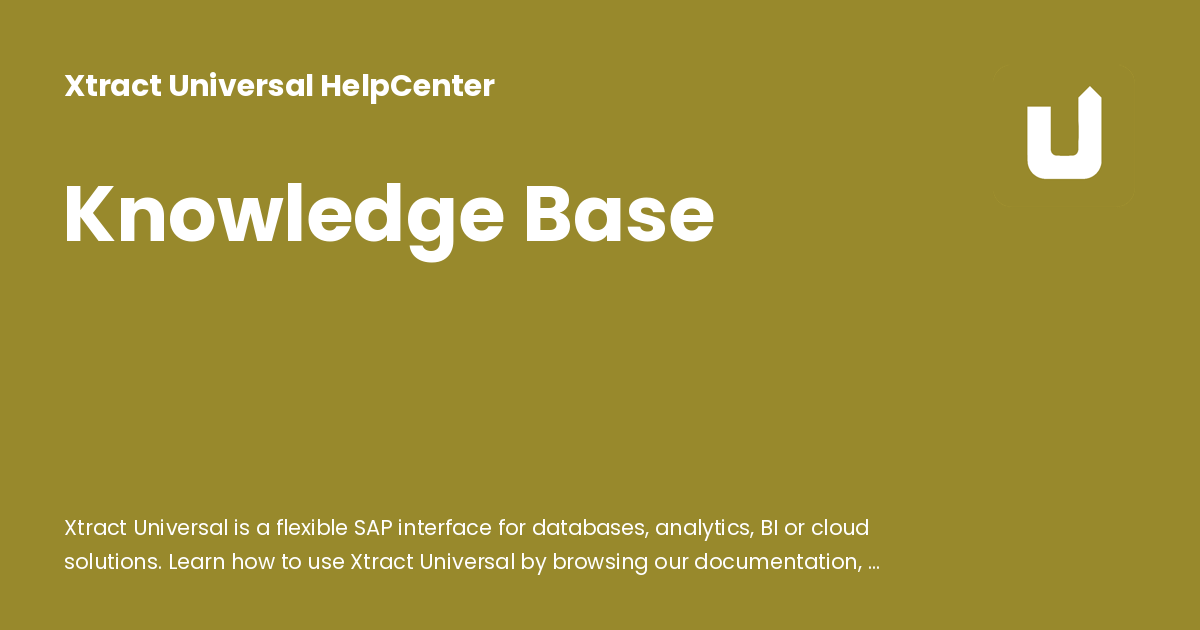 Xtract Universal HelpCenter
Knowledge Base
Xtract Universal is a flexible SAP interface for databases, analytics, BI or cloud
solutions. Learn how to use Xtract Universal by browsing our documentation, ...